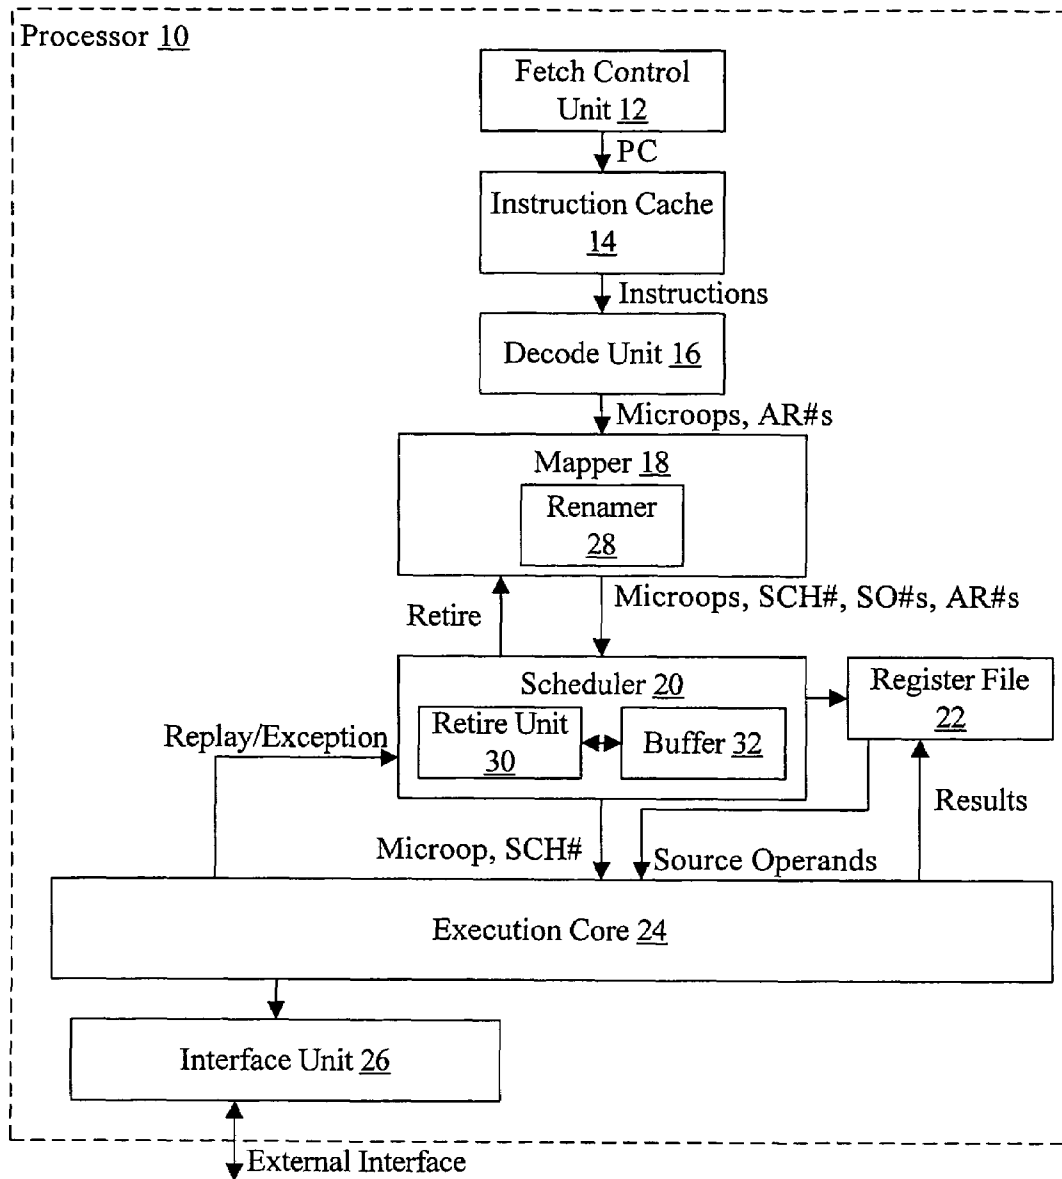 Processor 10
Fetch Control
Unit 12
PC
Instruction Cache
14
Instructions
Decode Unit 16
Microops, AR#s
Mapper 18
Renamer
28
Retire
Microops, SCH#, SO#s, AR#s
Scheduler 20
Retire Unit
30
Buffer 32
Register File
22
Replay/Exception
Results
Microop, SCH#
Source Operands
Execution Core 24
Interface Unit 26
External Interface